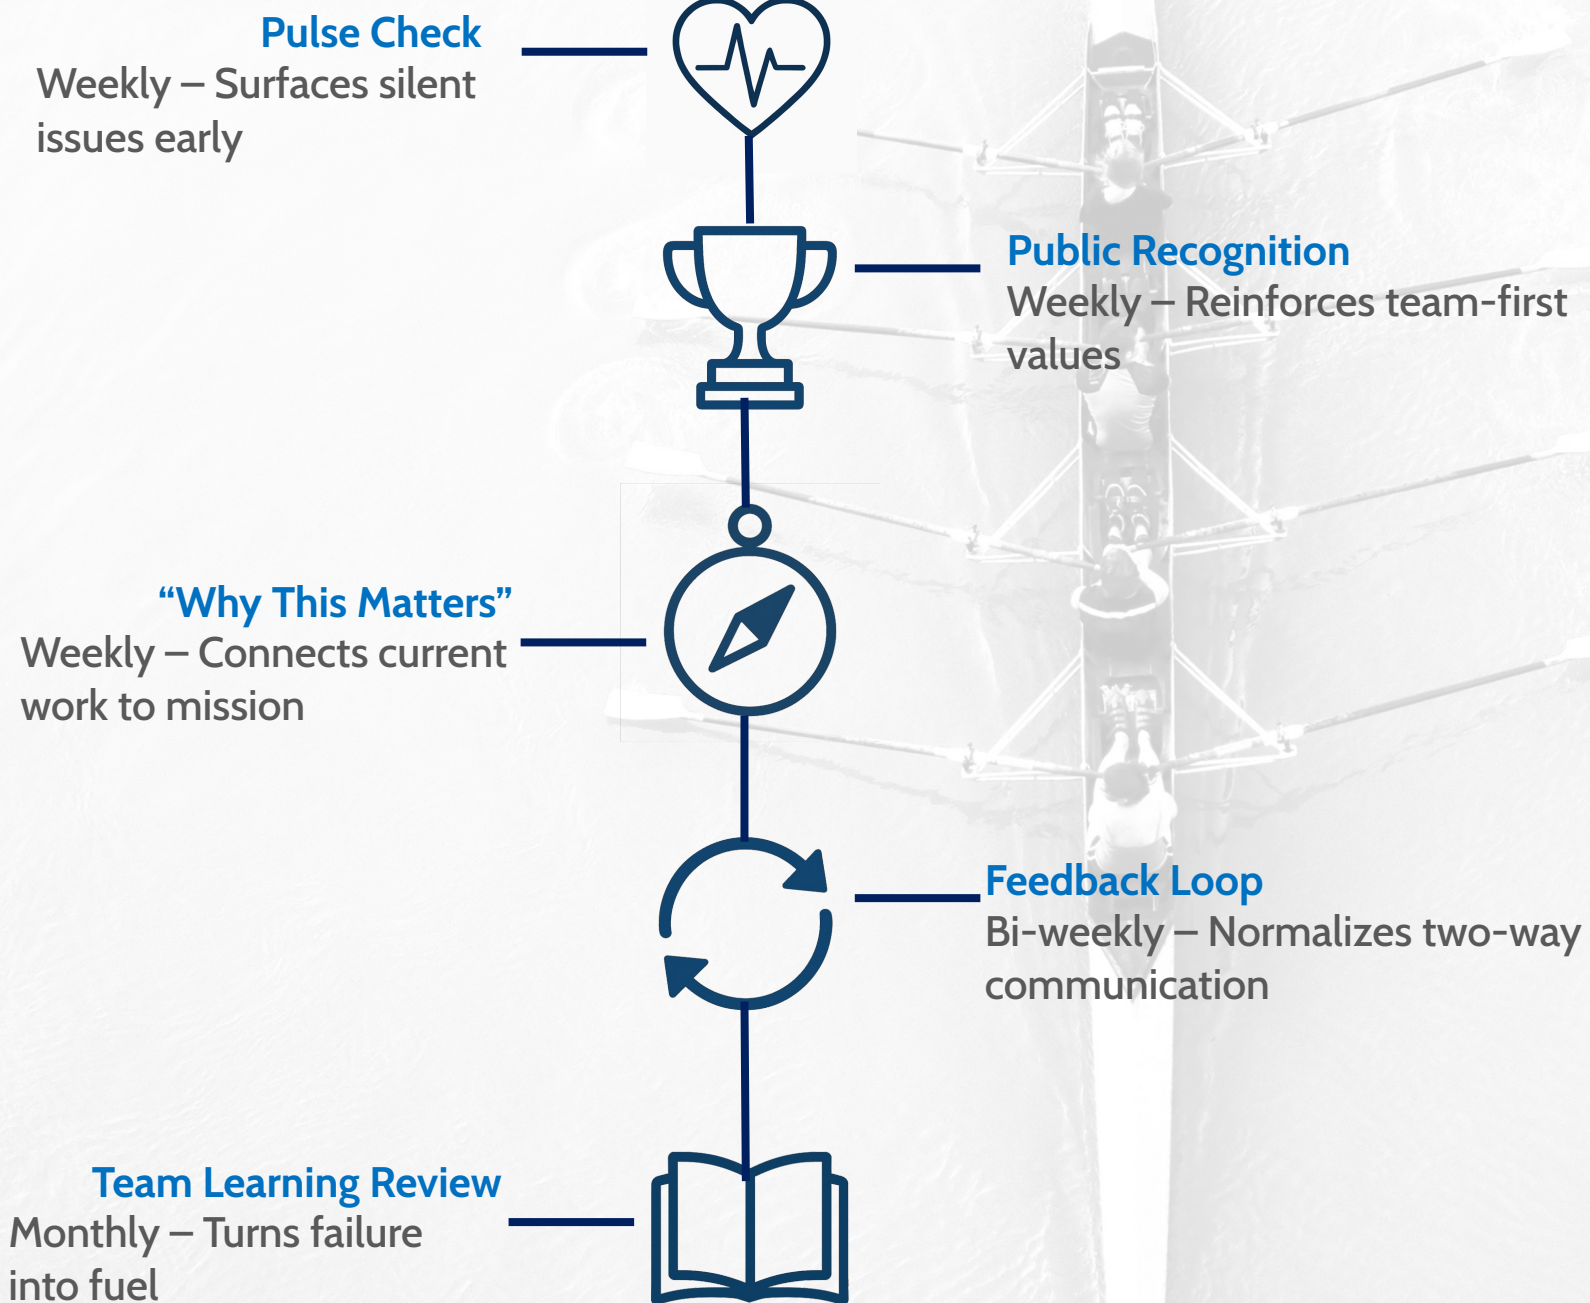 Pulse Check
Weekly – Surfaces silent
issues early
Public Recognition
Weekly – Reinforces team-first
values
“Why This Matters”
Weekly – Connects current
work to mission
Feedback Loop
Bi-weekly – Normalizes two-way
communication
Team Learning Review
Monthly – Turns failure
into fuel